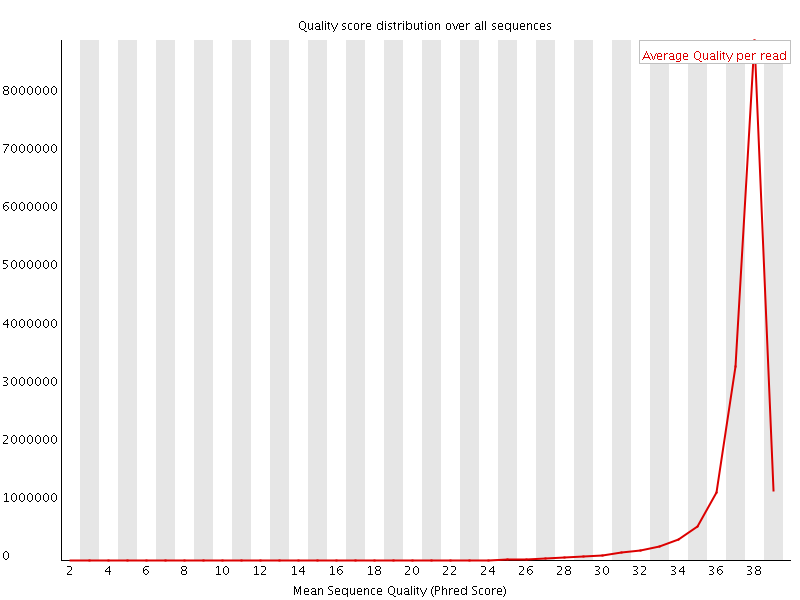 Quality score distribution over all sequences
Average Quality per read
8000000
7000000
6000000
5000000
4000000
3000000
2000000
1000000
0
2 4 6 8 10 12 14 16 18 20 22 24 26 28 30 32 34 36 38
Mean Sequence Quality (Phred Score)